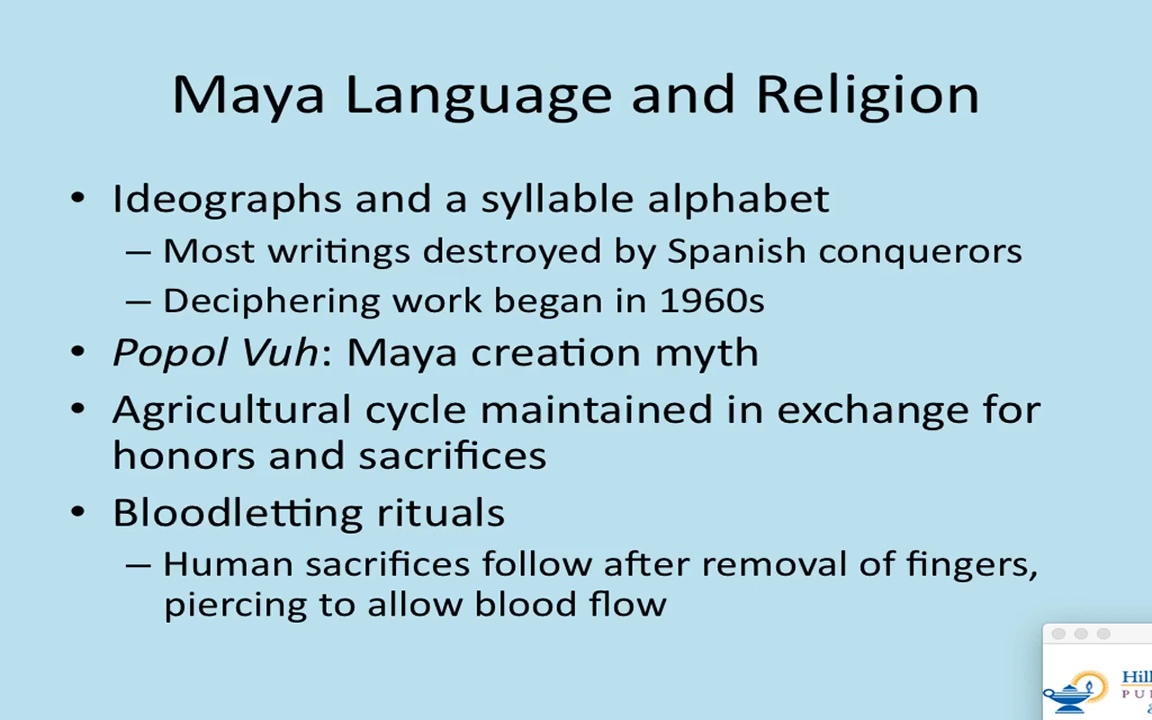 Maya Language and Religion
• Ideographs and a syllable alphabet
– Most writings destroyed by Spanish conquerors
– Deciphering work began in 1960s
• Popol Vuh: Maya creation myth
• Agricultural cycle maintained in exchange for
honors and sacrifices
• Bloodletting rituals
– Human sacrifices follow after removal of fingers,
piercing to allow blood flow